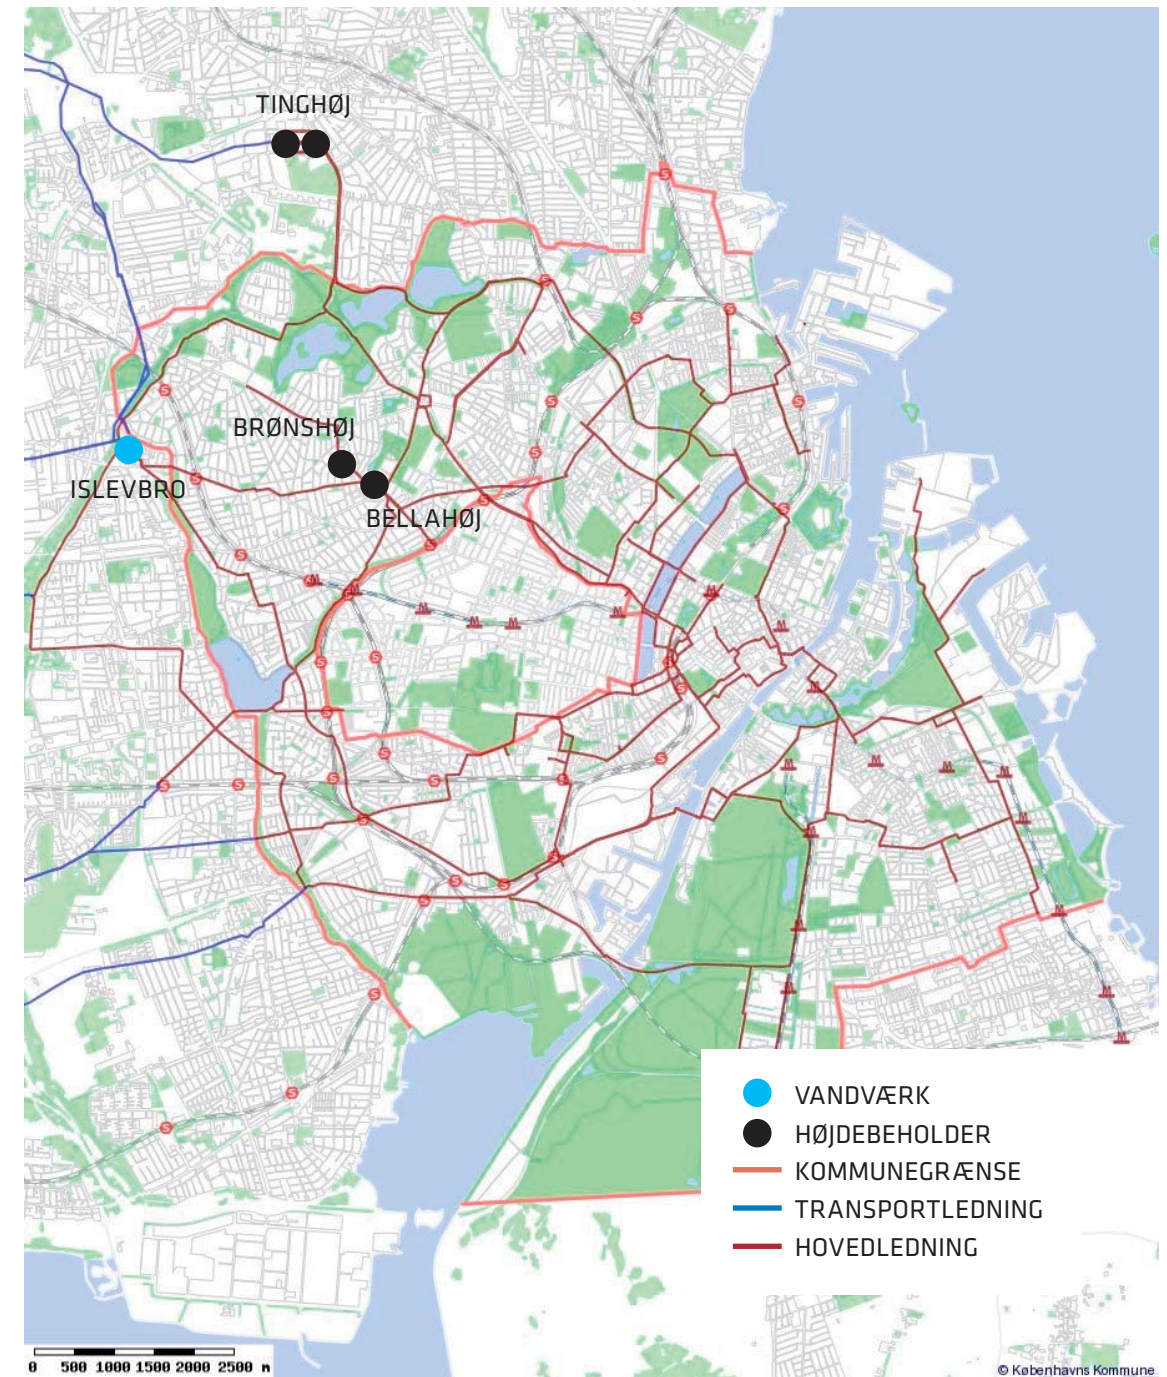 TINGHØJ
BRØNSHØJ
ISLEVBRO
BELLAHØJ
VANDVÆRK
HØJDEBEHOLDER
KOMMUNEGRÆNSE
TRANSPORTLEDNING
HOVEDLEDNING
0 500 1000 1500 2000 2500 m
© Københavns Kommune